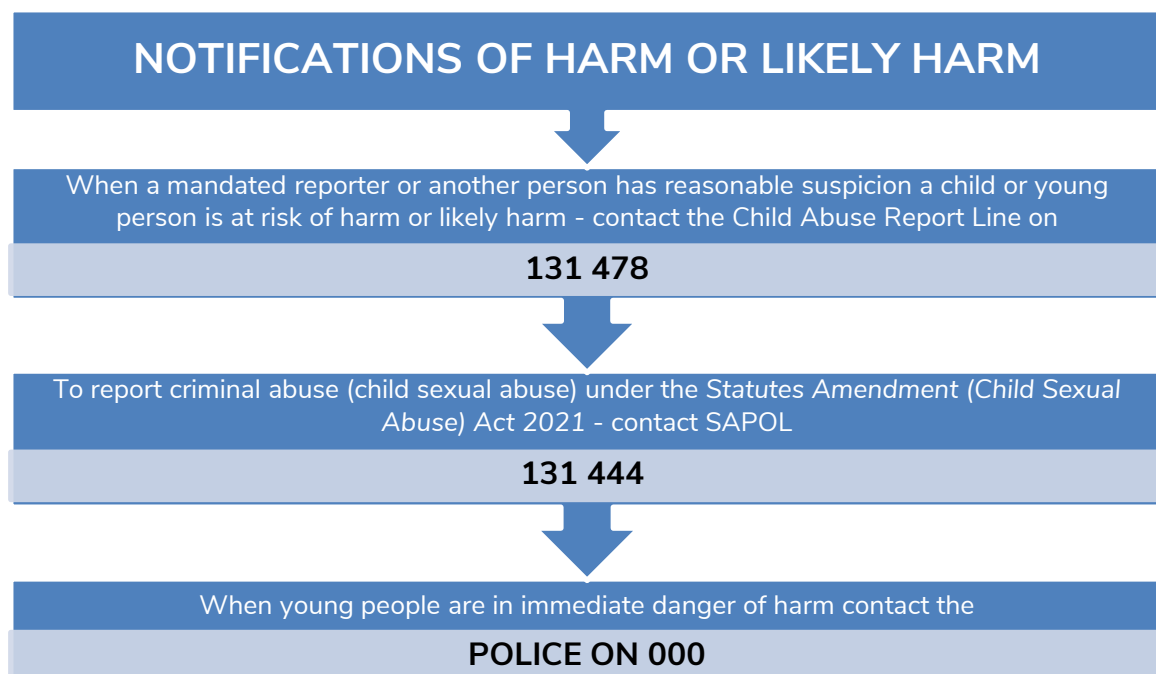 NOTIFICATIONS OF HARM OR LIKELY HARM
When a mandated reporter or another person has reasonable suspicion a child or young
person is at risk of harm or likely harm - contact the Child Abuse Report Line on
131 478
To report criminal abuse (child sexual abuse) under the Statutes Amendment (Child Sexual
Abuse) Act 2021 - contact SAPOL
131 444
When young people are in immediate danger of harm contact the
POLICE ON 000